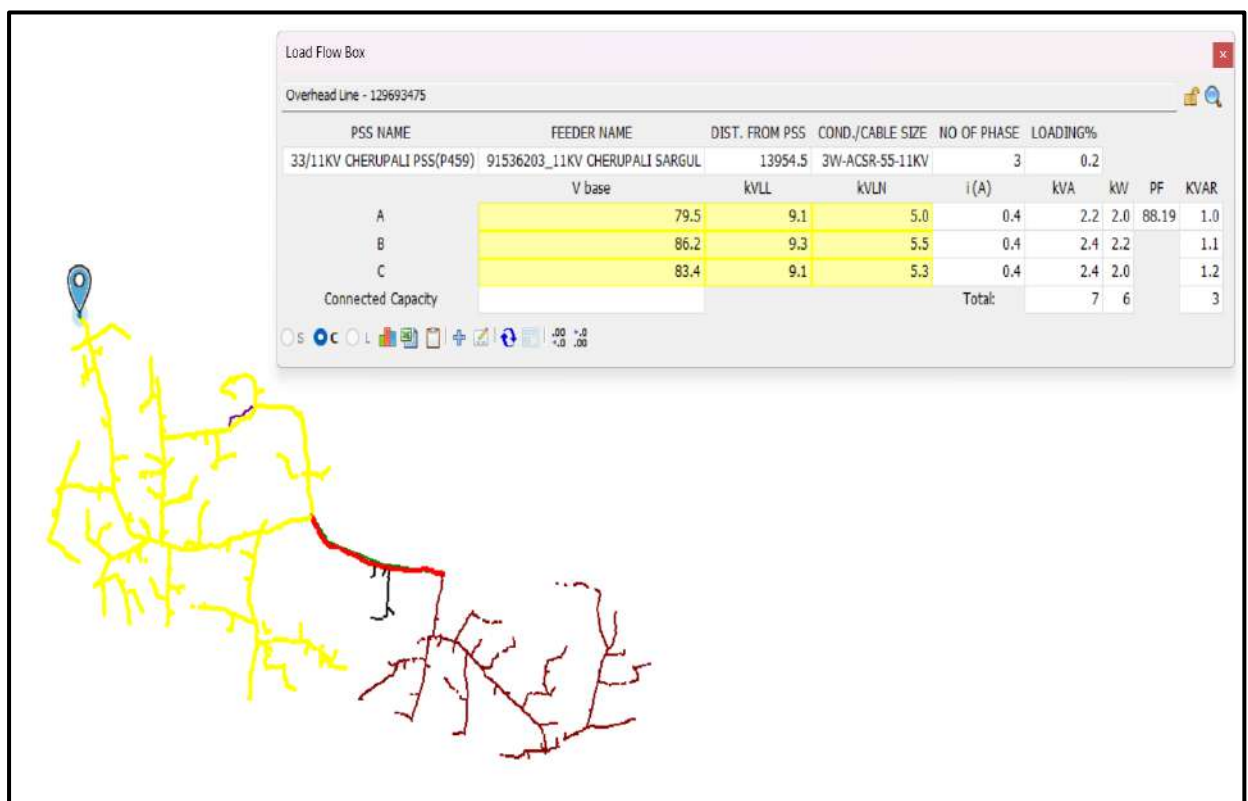 Load Flow Box
x
Overhead Line - 129693475
PSS NAME FEEDER NAME DIST. FROM PSS COND./CABLE SIZE NO OF PHASE LOADING%
33/11KV CHERUPALI PSS(P459) 91536203_11KV CHERUPALI SARGUL 13954.5 3W-ACSR-55-11KV 3 0.2
V base kVLL kVLN i (A) kVA kW PF KVAR
A 79.5 9.1 5.0 0.4 2.2 2.0 88.19 1.0
B 86.2 9.3 5.5 0.4 2.4 2.2 1.1
C 83.4 9.1 5.3 0.4 2.4 2.0 1.2
Connected Capacity Total: 7 6 3
S C L .00 +.0